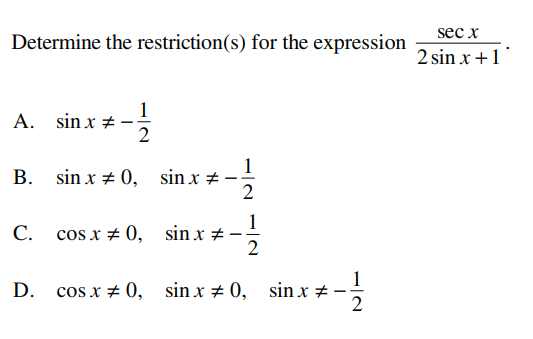 Determine the restriction(s) for the expression sec x / 2 sin x + 1 .
A. sin x ≠ − 1/2
B. sin x ≠ 0, sin x ≠ − 1/2
C. cos x ≠ 0, sin x ≠ − 1/2
D. cos x ≠ 0, sin x ≠ 0, sin x ≠ − 1/2